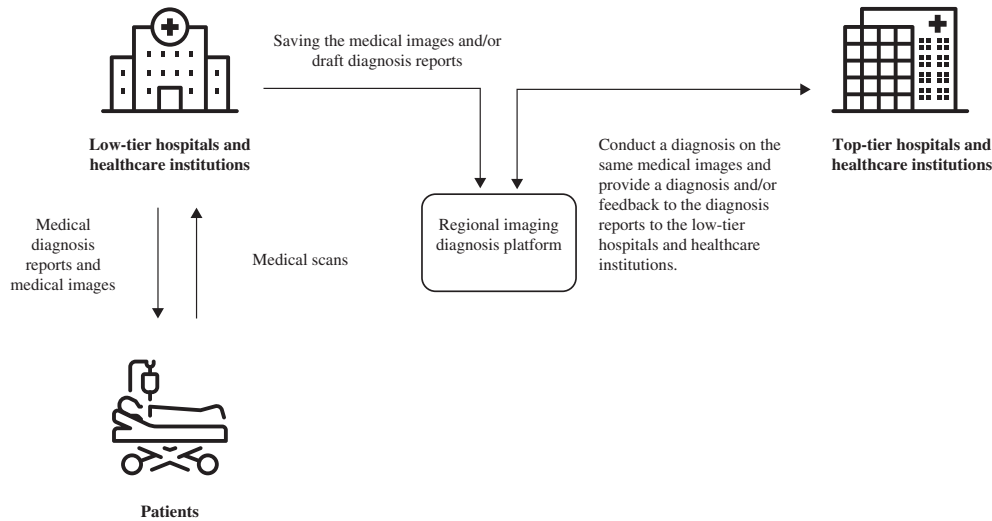 Saving the medical images and/or
draft diagnosis reports
Low-tier hospitals and
healthcare institutions
Conduct a diagnosis on the
same medical images and
provide a diagnosis and/or
feedback to the diagnosis
reports to the low-tier
hospitals and healthcare
institutions.
Top-tier hospitals and
healthcare institutions
Regional imaging
diagnosis platform
Medical
diagnosis
reports and
medical images
Medical scans
Patients